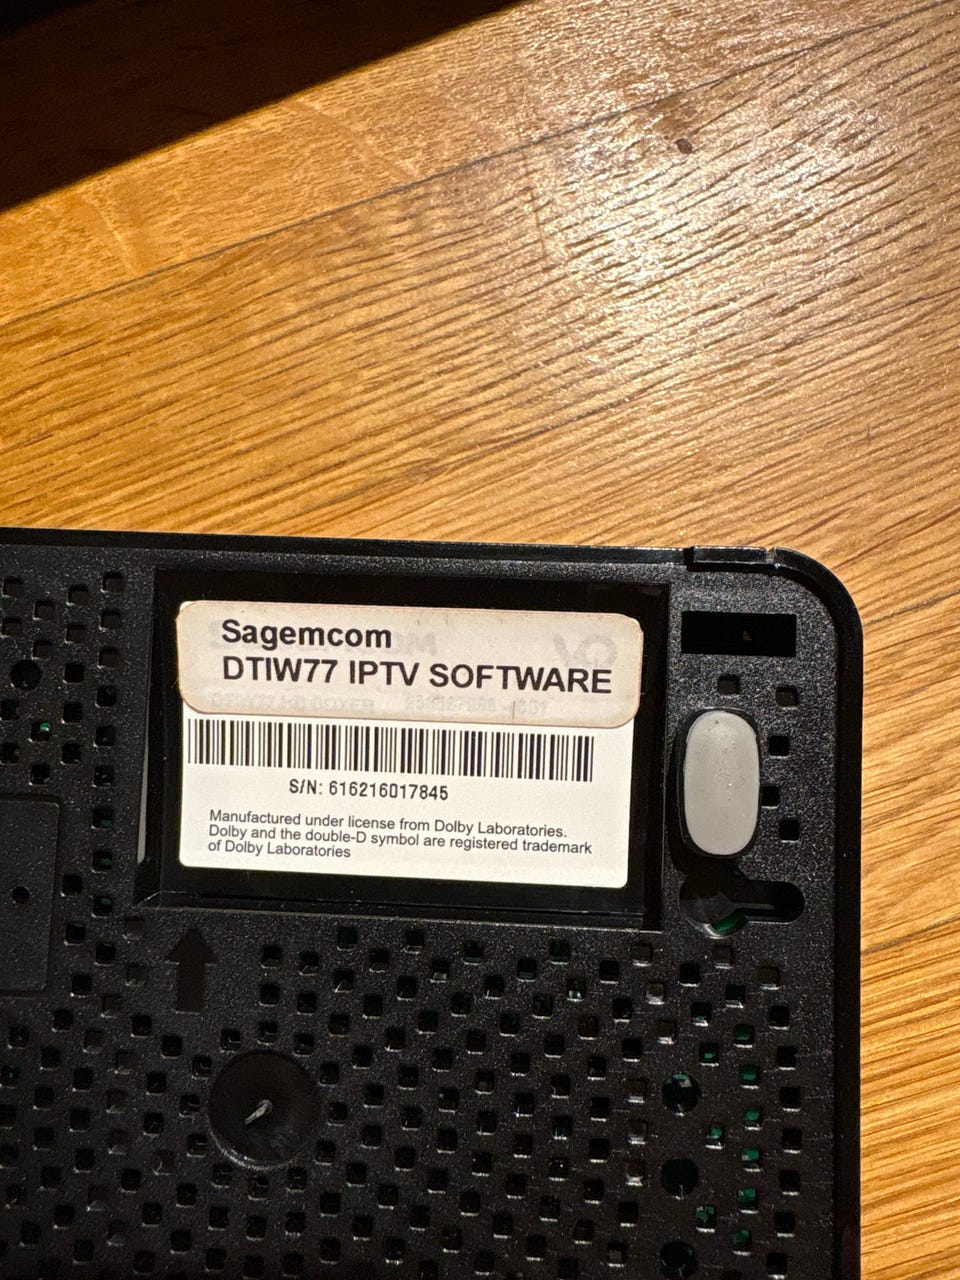 Sagemcom
DTIW77 IPTV SOFTWARE
S/N: 616216017845
Manufactured under license from Dolby Laboratories.
Dolby and the double-D symbol are registered trademark
of Dolby Laboratories